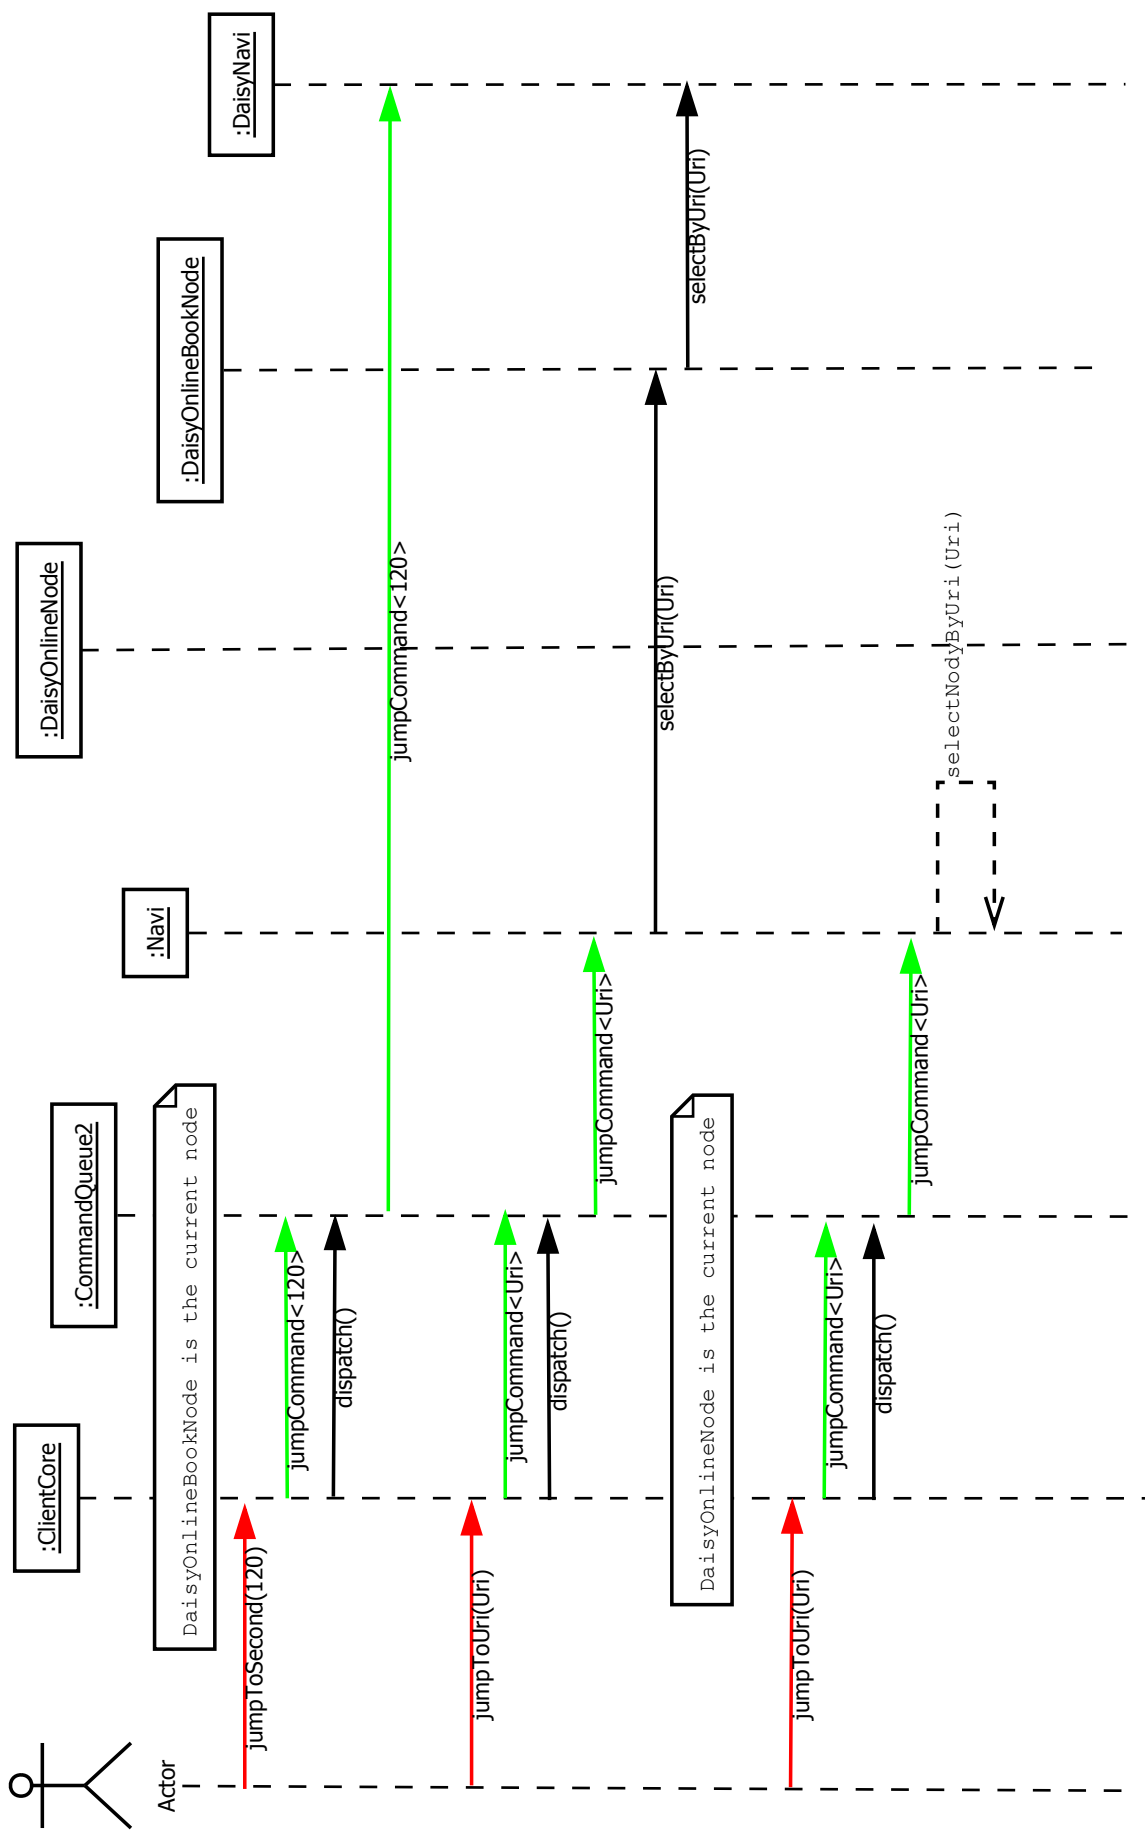 Actor
:ClientCore
:CommandQueue2
:Navi
:DaisyOnlineNode
:DaisyOnlineBookNode
:DaisyNavi
DaisyOnlineBookNode is the current node
jumpToSecond(120)
jumpCommand<120>
dispatch()
jumpCommand<120>
jumpToUri(Uri)
jumpCommand<Uri>
dispatch()
jumpCommand<Uri>
selectByUri(Uri)
selectByUri(Uri)
DaisyOnlineNode is the current node
jumpToUri(Uri)
jumpCommand<Uri>
dispatch()
jumpCommand<Uri>
selectNodyByUri(Uri)